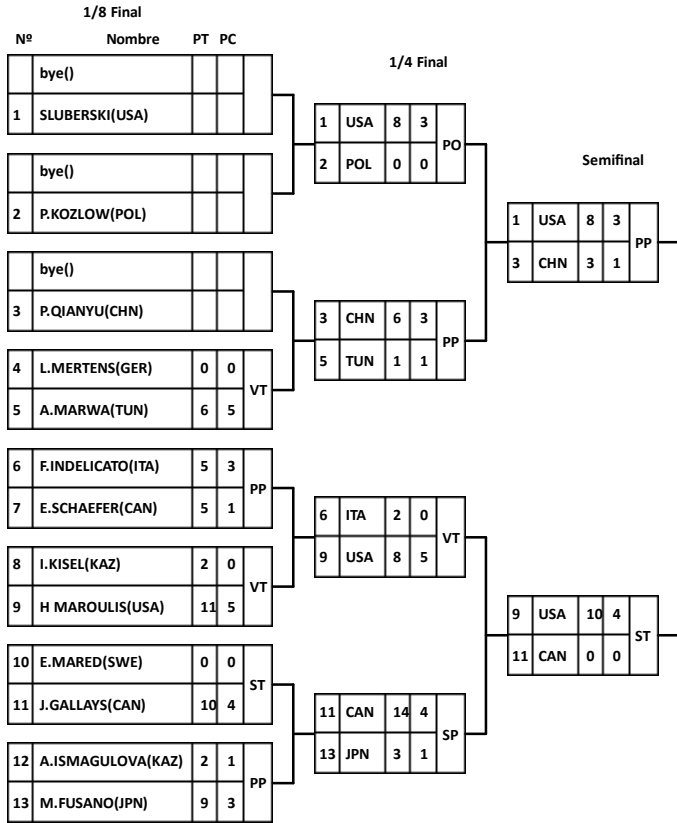 1/8 Final
Nº Nombre PT PC
bye()
1 SLUBERSKI(USA)
bye()
2 P.KOZLOW(POL)
bye()
3 P.QIANYU(CHN)
4 L.MERTENS(GER) 0 0
VT
5 A.MARWA(TUN) 6 5
6 F.INDELICATO(ITA) 5 3
PP
7 E.SCHAEFER(CAN) 5 1
8 I.KISEL(KAZ) 2 0
VT
9 H MAROULIS(USA) 11 5
10 E.MARED(SWE) 0 0
ST
11 J.GALLAYS(CAN) 10 4
12 A.ISMAGULOVA(KAZ) 2 1
PP
13 M.FUSANO(JPN) 9 3
1/4 Final
1 USA 8 3
PO
2 POL 0 0
3 CHN 6 3
PP
5 TUN 1 1
6 ITA 2 0
VT
9 USA 8 5
11 CAN 14 4
SP
13 JPN 3 1
Semifinal
1 USA 8 3
PP
3 CHN 3 1
9 USA 10 4
ST
11 CAN 0 0